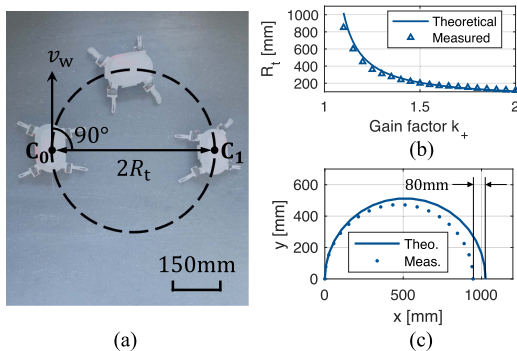 v_w
90°
C_0
C_1
2R_t
150mm
(a)
R_t [mm]
1000
800
600
400
200
1
1.5
2
Theoretical
Measured
Gain factor k_+
(b)
y [mm]
600
400
200
0
0
500
1000
80mm
Theo.
Meas.
x [mm]
(c)